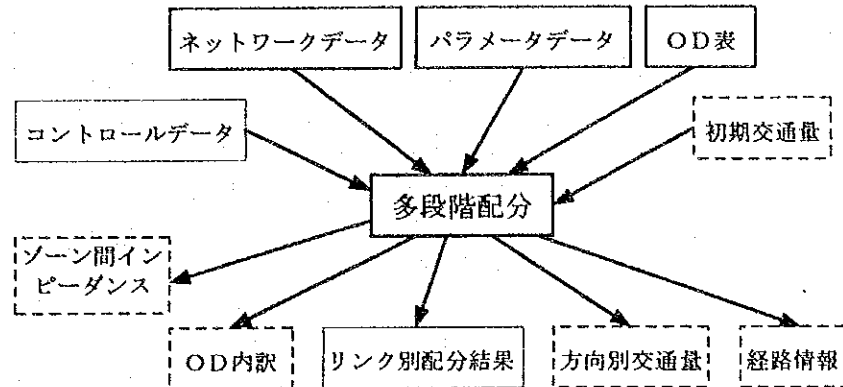 ネットワークデータ
パラメータデータ
OD表
コントロールデータ
初期交通量
多段階配分
ゾーン間イン
ピーダンス
OD内訳
リンク別配分結果
方向別交通量
経路情報